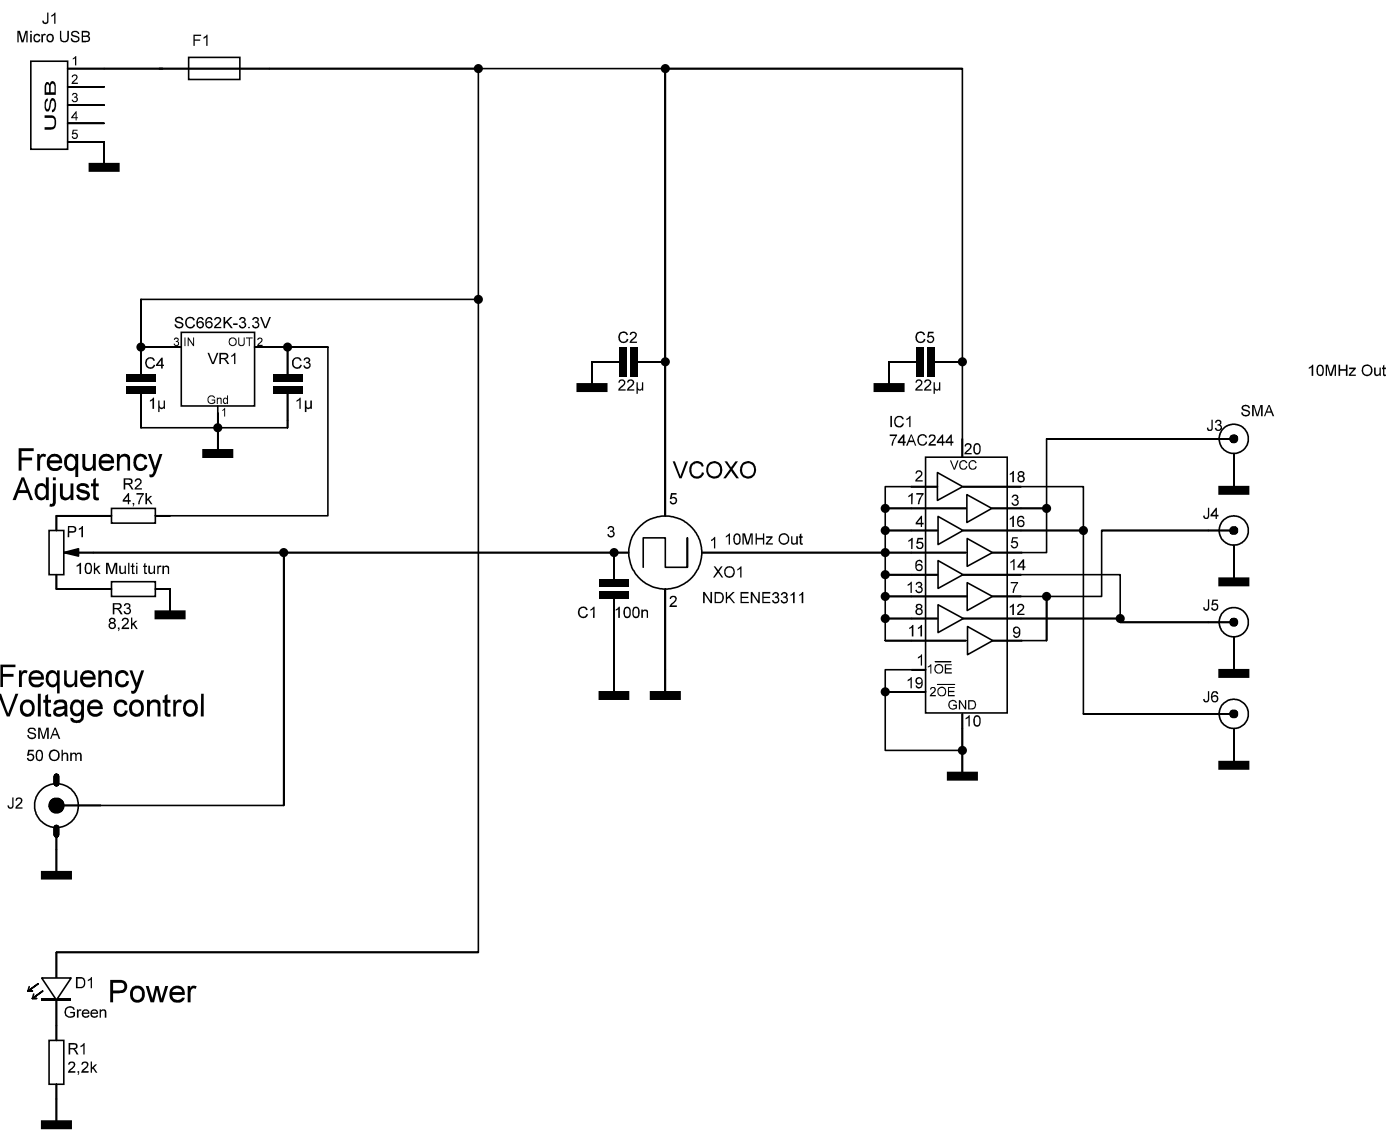 J1
Micro USB
F1
USB
1
2
3
4
5
SC662K-3.3V
3 IN OUT 2
VR1
C4
1µ
C3
1µ
Gnd
1
C2
22µ
C5
22µ
10MHz Out
IC1
74AC244
20
VCC
SMA
J3
J4
J5
J6
Frequency
Adjust
R2
4,7k
P1
10k Multi turn
R3
8,2k
VCOXO
5
3
1 10MHz Out
XO1
NDK ENE3311
2
C1 100n
2 18
17 3
4 16
15 5
6 14
13 7
8 12
11 9
1 1OE
19 2OE
GND
10
Frequency
Voltage control
SMA
50 Ohm
J2
D1
Green
Power
R1
2,2k